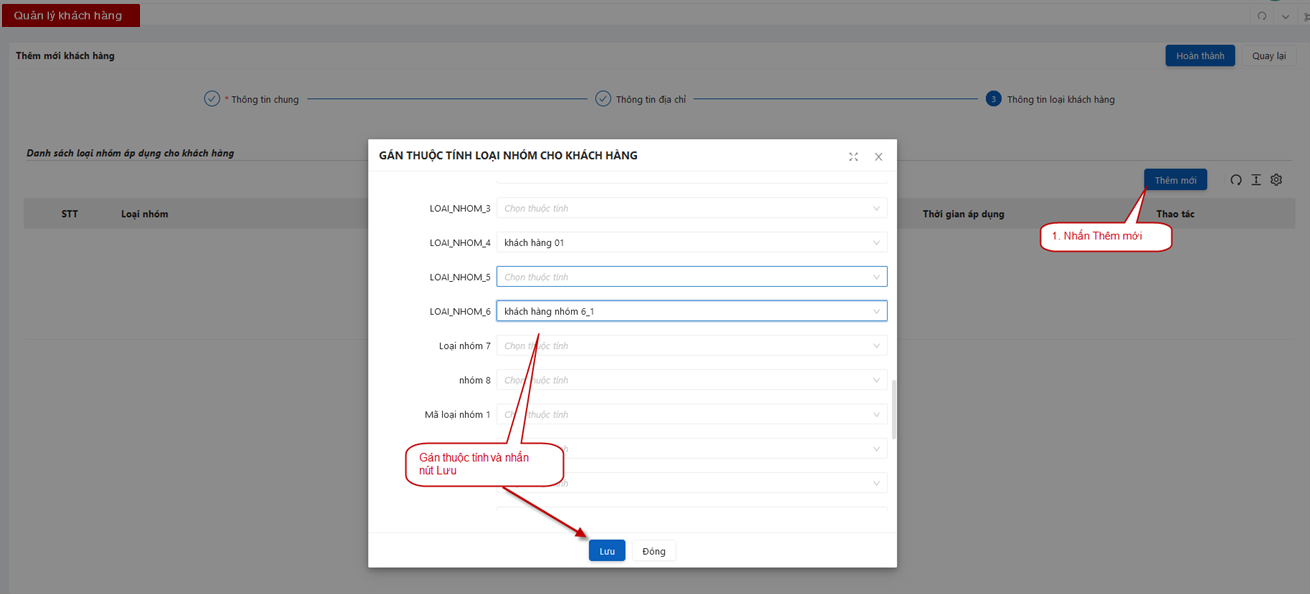 Quản lý khách hàng
Thêm mới khách hàng
Hoàn thành
Quay lại
* Thông tin chung
Thông tin địa chỉ
3 Thông tin loại khách hàng
Danh sách loại nhóm áp dụng cho khách hàng
GÁN THUỘC TÍNH LOẠI NHÓM CHO KHÁCH HÀNG
Thêm mới
STT
Loại nhóm
Thời gian áp dụng
Thao tác
1. Nhấn Thêm mới
LOAI_NHOM_3 Chọn thuộc tính
LOAI_NHOM_4 khách hàng 01
LOAI_NHOM_5 Chọn thuộc tính
LOAI_NHOM_6 khách hàng nhóm 6_1
Loại nhóm 7 Chọn thuộc tính
nhóm 8 Chọn thuộc tính
Mã loại nhóm 1 Chọn thuộc tính
Gán thuộc tính và nhấn
nút Lưu
Lưu
Đóng